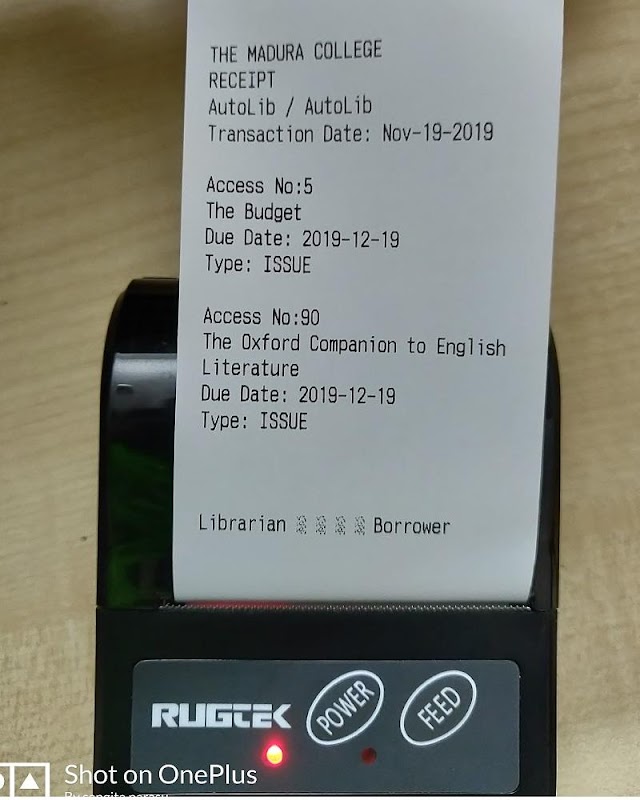 THE MADURA COLLEGE
RECEIPT
AutoLib / AutoLib
Transaction Date: Nov-19-2019
Access No:5
The Budget
Due Date: 2019-12-19
Type: ISSUE
Access No:90
The Oxford Companion to English
Literature
Due Date: 2019-12-19
Type: ISSUE
Librarian Borrower
RUGTEK POWER FEED
Shot on OnePlus